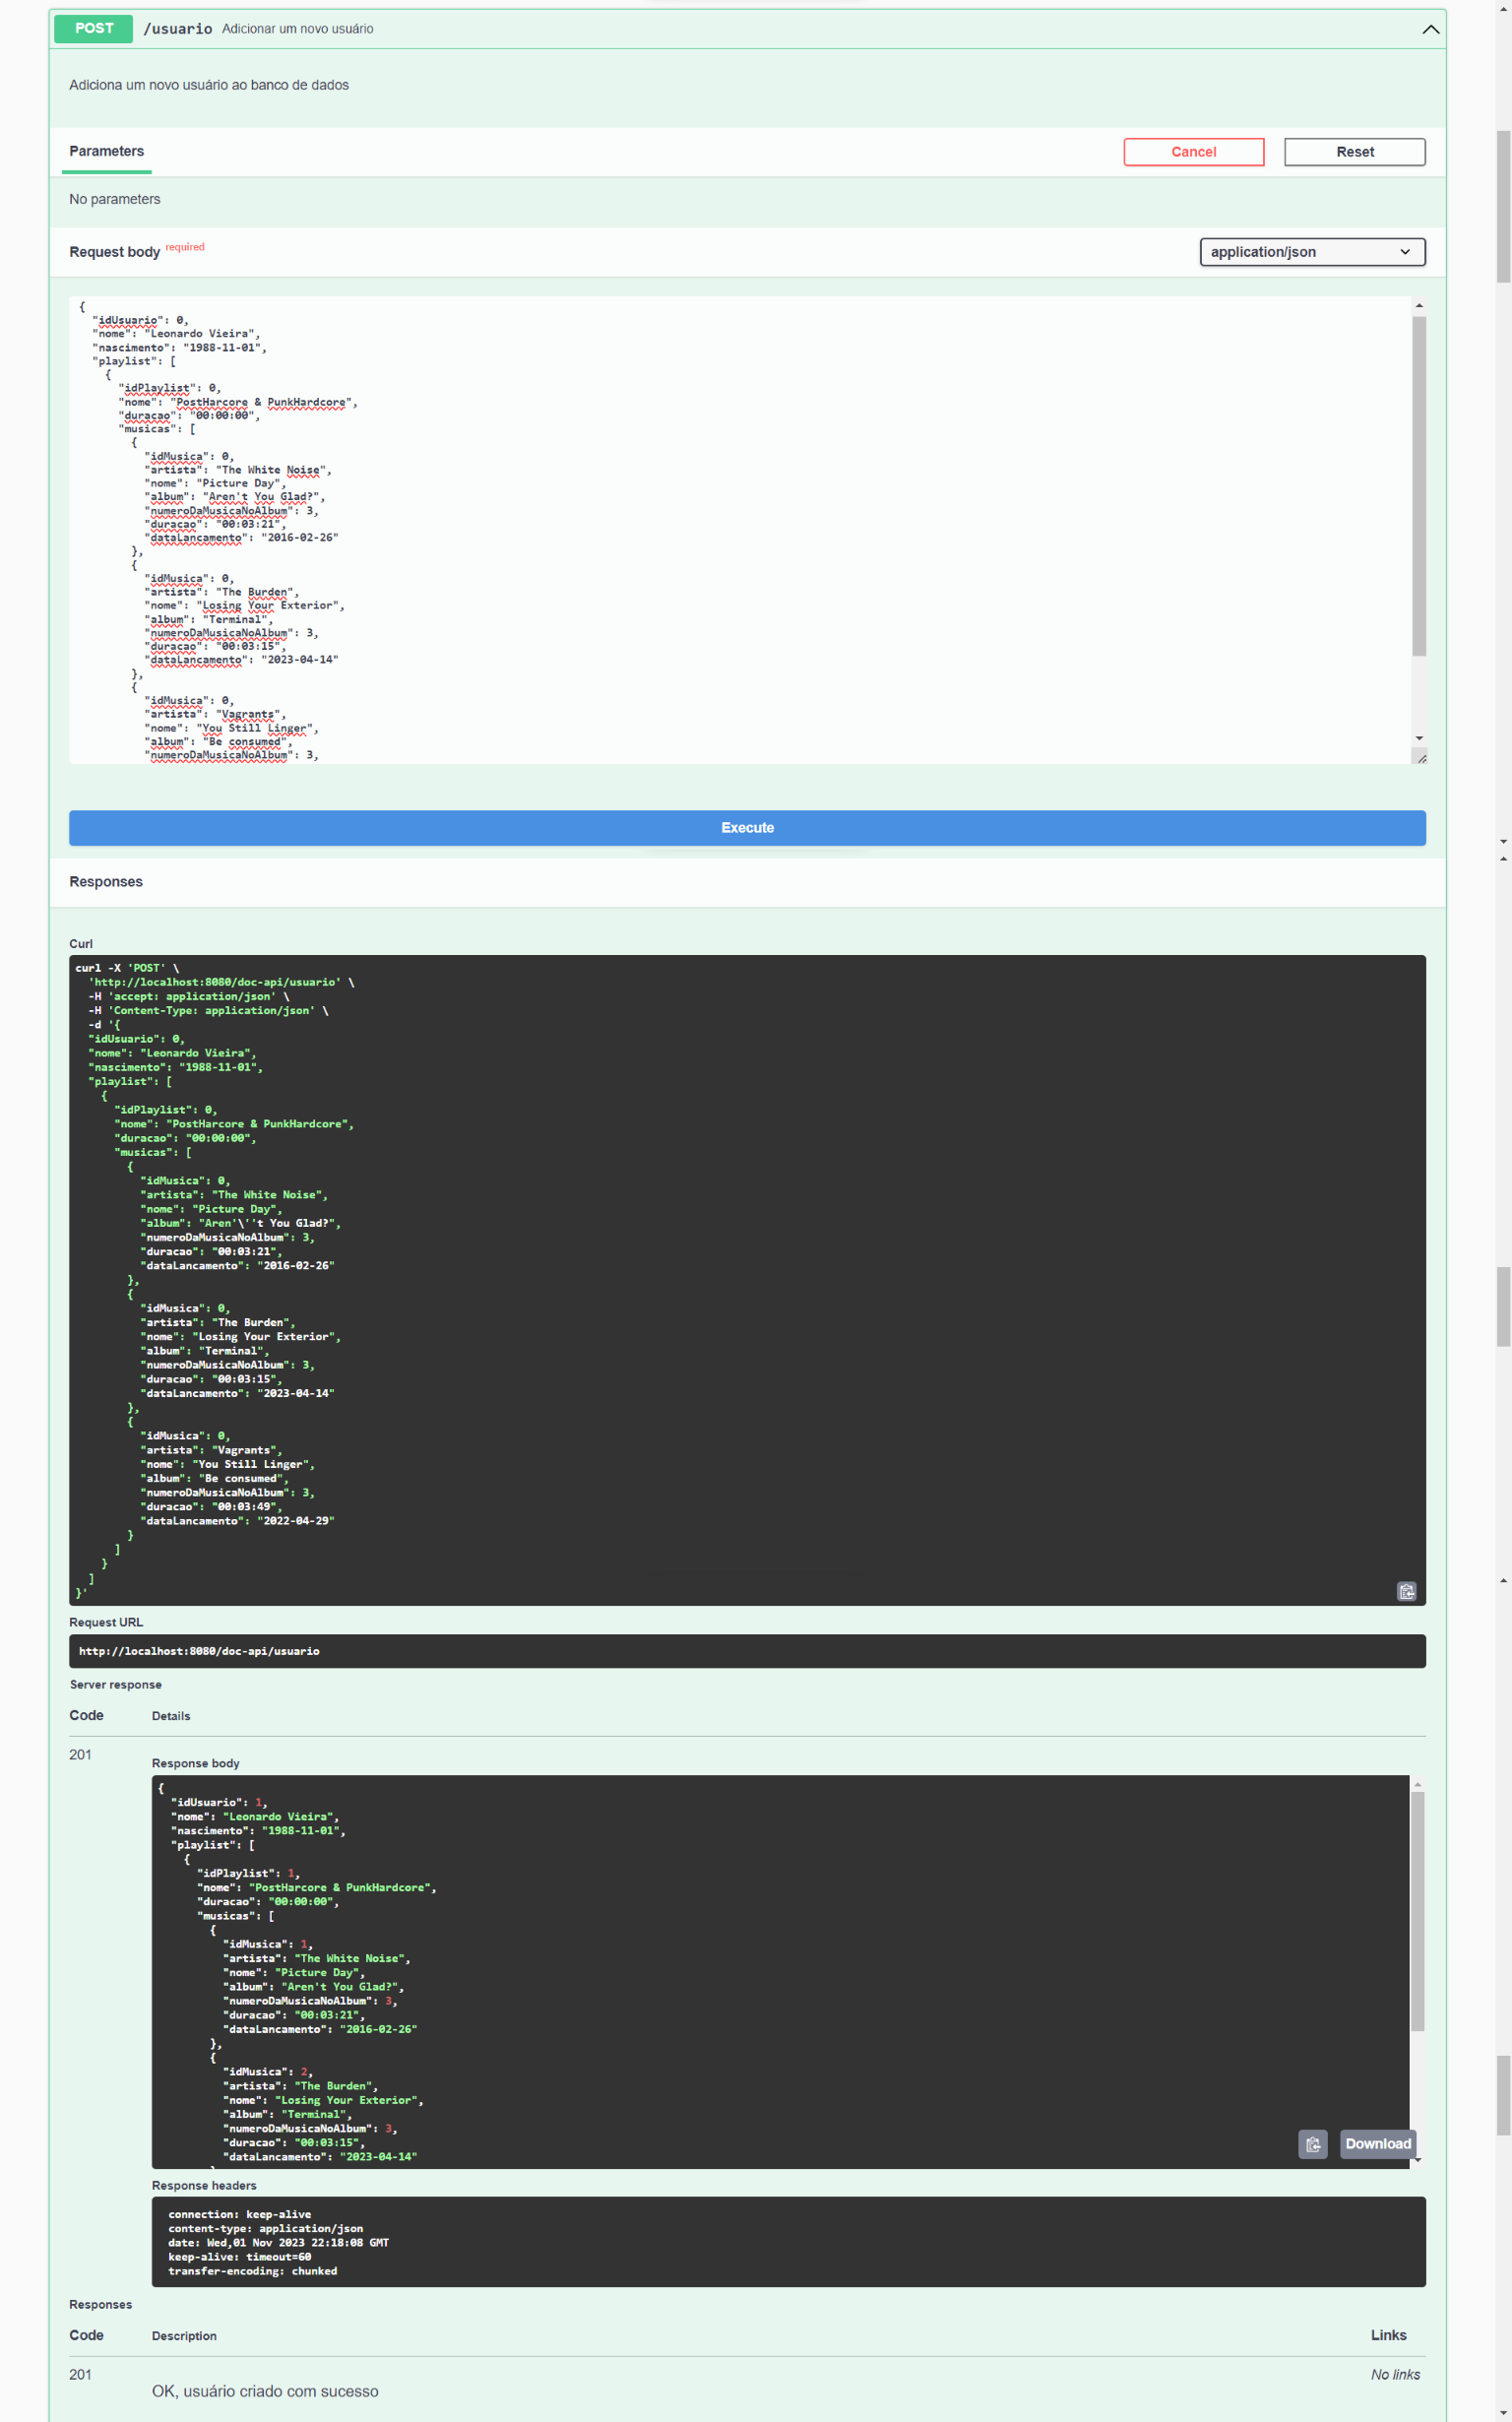 POST /usuario Adicionar um novo usuário
Adiciona um novo usuário ao banco de dados
Parameters Cancel Reset
No parameters
Request body required application/json
{
  "idUsuario": 0,
  "nome": "Leonardo Vieira",
  "nascimento": "1988-11-01",
  "playlist": [
    {
      "idPlaylist": 0,
      "nome": "PostHarcore & PunkHardcore",
      "duracao": "00:00:00",
      "musicas": [
        {
          "idMusica": 0,
          "artista": "The White Noise",
          "nome": "Picture Day",
          "album": "Aren't You Glad?",
          "numeroDaMusicaNoAlbum": 3,
          "duracao": "00:03:21",
          "dataLancamento": "2016-02-26"
        },
        {
          "idMusica": 0,
          "artista": "The Burden",
          "nome": "Losing Your Exterior",
          "album": "Terminal",
          "numeroDaMusicaNoAlbum": 3,
          "duracao": "00:03:15",
          "dataLancamento": "2023-04-14"
        },
        {
          "idMusica": 0,
          "artista": "Vagrants",
          "nome": "You Still Linger",
          "album": "Be consumed",
          "numeroDaMusicaNoAlbum": 3,
Execute
Responses
Curl
curl -X 'POST' \
  'http://localhost:8080/doc-api/usuario' \
  -H 'accept: application/json' \
  -H 'Content-Type: application/json' \
  -d '{
  "idUsuario": 0,
  "nome": "Leonardo Vieira",
  "nascimento": "1988-11-01",
  "playlist": [
    {
      "idPlaylist": 0,
      "nome": "PostHarcore & PunkHardcore",
      "duracao": "00:00:00",
      "musicas": [
        {
          "idMusica": 0,
          "artista": "The White Noise",
          "nome": "Picture Day",
          "album": "Aren'\''t You Glad?",
          "numeroDaMusicaNoAlbum": 3,
          "duracao": "00:03:21",
          "dataLancamento": "2016-02-26"
        },
        {
          "idMusica": 0,
          "artista": "The Burden",
          "nome": "Losing Your Exterior",
          "album": "Terminal",
          "numeroDaMusicaNoAlbum": 3,
          "duracao": "00:03:15",
          "dataLancamento": "2023-04-14"
        },
        {
          "idMusica": 0,
          "artista": "Vagrants",
          "nome": "You Still Linger",
          "album": "Be consumed",
          "numeroDaMusicaNoAlbum": 3,
          "duracao": "00:03:49",
          "dataLancamento": "2022-04-29"
        }
      ]
    }
  ]
}'
Request URL
http://localhost:8080/doc-api/usuario
Server response
Code Details
201
Response body
{
  "idUsuario": 1,
  "nome": "Leonardo Vieira",
  "nascimento": "1988-11-01",
  "playlist": [
    {
      "idPlaylist": 1,
      "nome": "PostHarcore & PunkHardcore",
      "duracao": "00:00:00",
      "musicas": [
        {
          "idMusica": 1,
          "artista": "The White Noise",
          "nome": "Picture Day",
          "album": "Aren't You Glad?",
          "numeroDaMusicaNoAlbum": 3,
          "duracao": "00:03:21",
          "dataLancamento": "2016-02-26"
        },
        {
          "idMusica": 2,
          "artista": "The Burden",
          "nome": "Losing Your Exterior",
          "album": "Terminal",
          "numeroDaMusicaNoAlbum": 3,
          "duracao": "00:03:15",
          "dataLancamento": "2023-04-14"
Download
Response headers
connection: keep-alive
content-type: application/json
date: Wed,01 Nov 2023 22:18:08 GMT
keep-alive: timeout=60
transfer-encoding: chunked
Responses
Code Description Links
201 No links
OK, usuário criado com sucesso